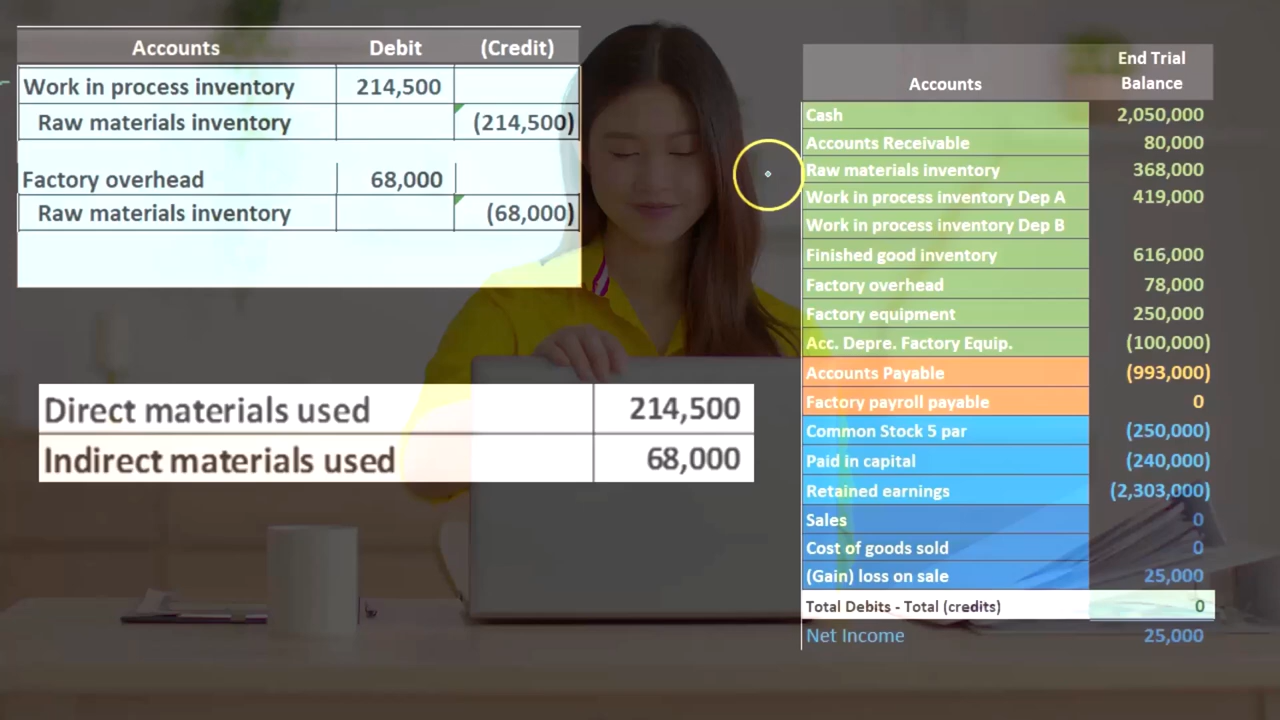 Accounts Debit (Credit)
Work in process inventory 214,500
Raw materials inventory (214,500)
Factory overhead 68,000
Raw materials inventory (68,000)
Direct materials used 214,500
Indirect materials used 68,000
End Trial
Accounts Balance
Cash 2,050,000
Accounts Receivable 80,000
Raw materials inventory 368,000
Work in process inventory Dep A 419,000
Work in process inventory Dep B
Finished good inventory 616,000
Factory overhead 78,000
Factory equipment 250,000
Acc. Depre. Factory Equip. (100,000)
Accounts Payable (993,000)
Factory payroll payable 0
Common Stock 5 par (250,000)
Paid in capital (240,000)
Retained earnings (2,303,000)
Sales 0
Cost of goods sold 0
(Gain) loss on sale 25,000
Total Debits - Total (credits) 0
Net Income 25,000